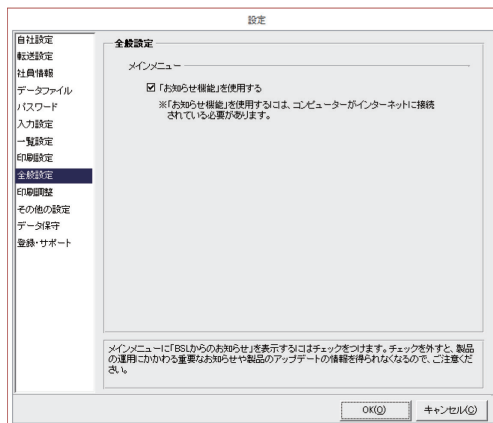 設定
自社設定
転送設定
社員情報
データファイル
パスワード
入力設定
一覧設定
印刷設定
全般設定
印刷調整
その他の設定
データ保守
登録・サポート
全般設定
メインメニュー
「お知らせ機能」を使用する
※「お知らせ機能」を使用するには、コンピューターがインターネットに接続
されている必要があります。
メインメニューに「BSLからのお知らせ」を表示するにはチェックをつけます。チェックを外すと、製品
の運用にかかわる重要なお知らせや製品のアップデートの情報を得られなくなるので、ご注意くだ
さい。
OK(O) キャンセル(C)